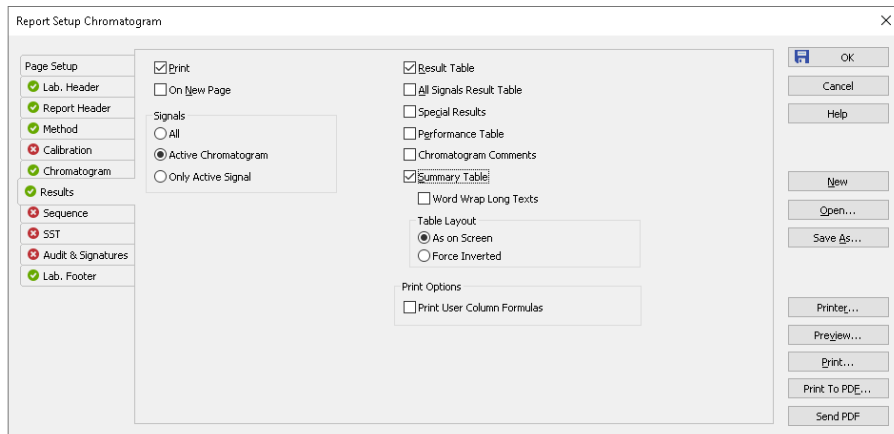 Report Setup Chromatogram
Page Setup
Lab. Header
Report Header
Method
Calibration
Chromatogram
Results
Sequence
SST
Audit & Signatures
Lab. Footer
Print
On New Page
Signals
All
Active Chromatogram
Only Active Signal
Result Table
All Signals Result Table
Special Results
Performance Table
Chromatogram Comments
Summary Table
Word Wrap Long Texts
Table Layout
As on Screen
Force Inverted
Print Options
Print User Column Formulas
OK
Cancel
Help
New
Open...
Save As...
Printer...
Preview...
Print...
Print To PDF...
Send PDF